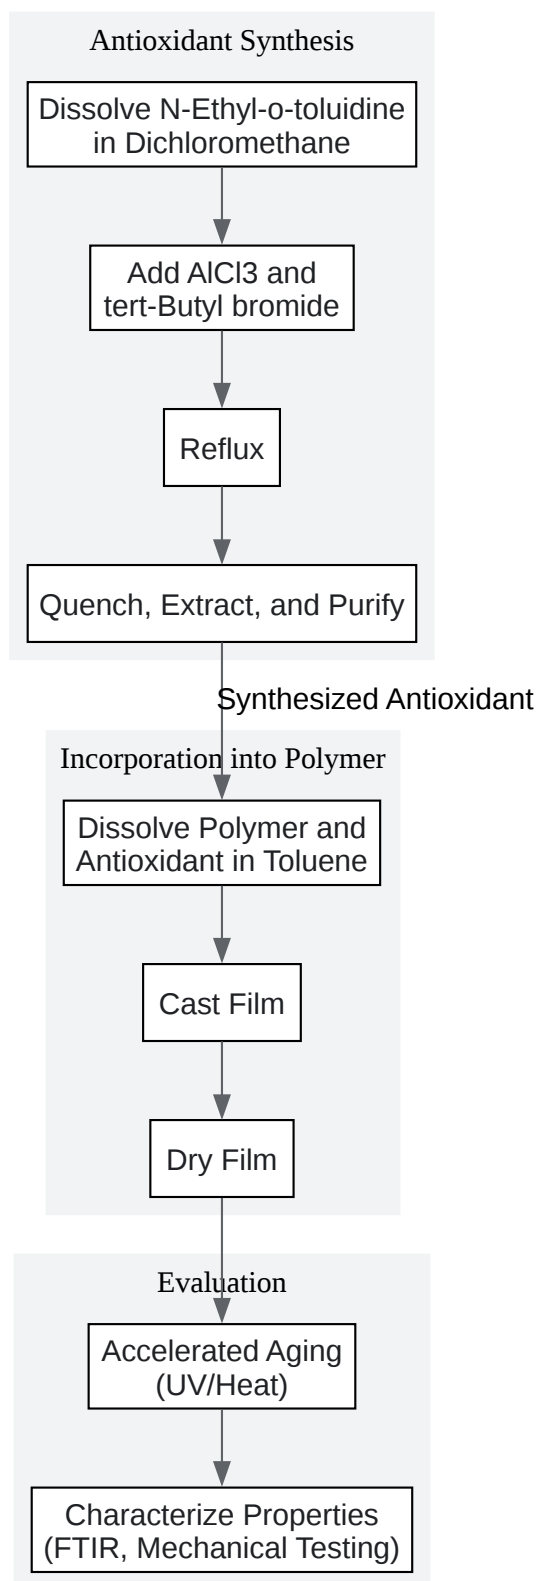 Antioxidant Synthesis
Dissolve N-Ethyl-o-toluidine
in Dichloromethane
Add AlCl3 and
tert-Butyl bromide
Reflux
Quench, Extract, and Purify
Synthesized Antioxidant
Incorporation into Polymer
Dissolve Polymer and
Antioxidant in Toluene
Cast Film
Dry Film
Evaluation
Accelerated Aging
(UV/Heat)
Characterize Properties
(FTIR, Mechanical Testing)